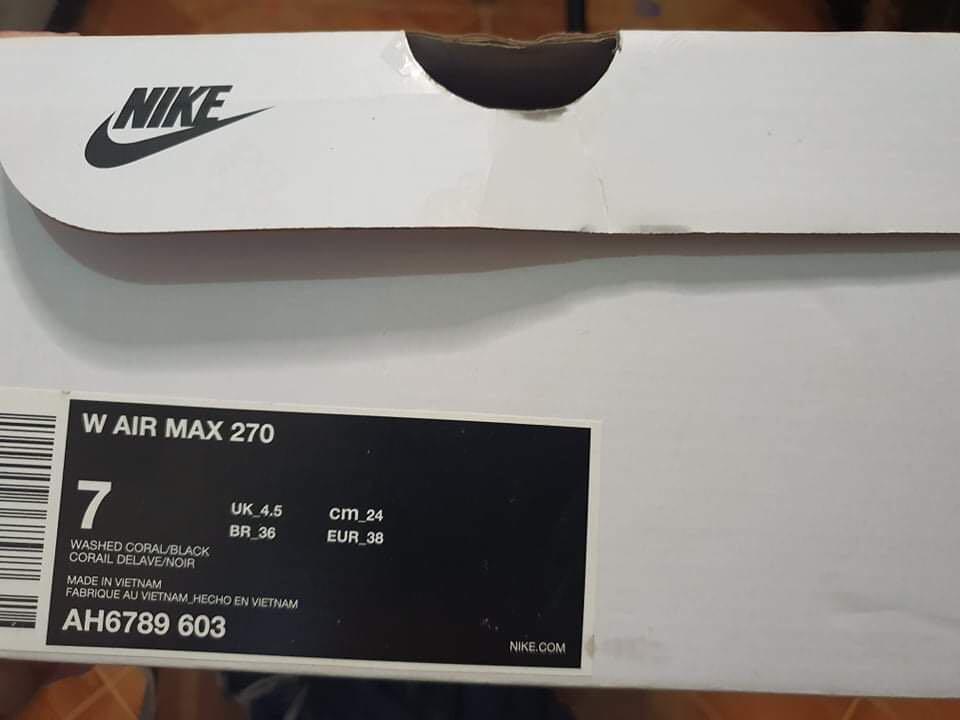 NIKE
W AIR MAX 270
7
UK_4.5 cm_24
BR_36 EUR_38
WASHED CORAL/BLACK
CORAIL DELAVE/NOIR
MADE IN VIETNAM
FABRIQUE AU VIETNAM_HECHO EN VIETNAM
AH6789 603
NIKE.COM